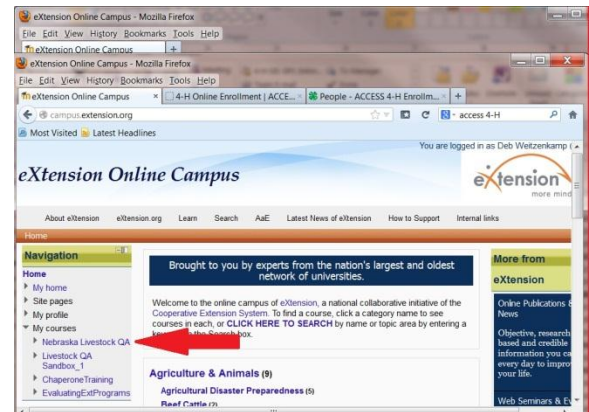 eXtension Online Campus - Mozilla Firefox
File Edit View History Bookmarks Tools Help
eXtension Online Campus +
eXtension Online Campus - Mozilla Firefox
File Edit View History Bookmarks Tools Help
eXtension Online Campus × 4-H Online Enrollment | ACCE... × People - ACCESS 4-H Enrollm... × +
campus.extension.org access 4-H
Most Visited Latest Headlines
You are logged in as Deb Weitzenkamp (
eXtension Online Campus
eXtension
more mind
About eXtension eXtension.org Learn Search AaE Latest News of eXtension How to Support Internal links
Home
Navigation
Home
My home
Site pages
My profile
My courses
Nebraska Livestock QA
Livestock QA
Sandbox_1
ChaperoneTraining
EvaluatingExtPrograms
Brought to you by experts from the nation's largest and oldest
network of universities.
Welcome to the online campus of eXtension, a national collaborative initiative of the
Cooperative Extension System. To find a course, click a category name to see
courses in each, or CLICK HERE TO SEARCH by name or topic area by entering a
Search box.
Agriculture & Animals (9)
Agricultural Disaster Preparedness (5)
Beef Cattle (2)
More from
eXtension
Online Publications &
News
Objective, research
based and credible
information you ca
every day to improv
your life.
Web Seminars & Ev